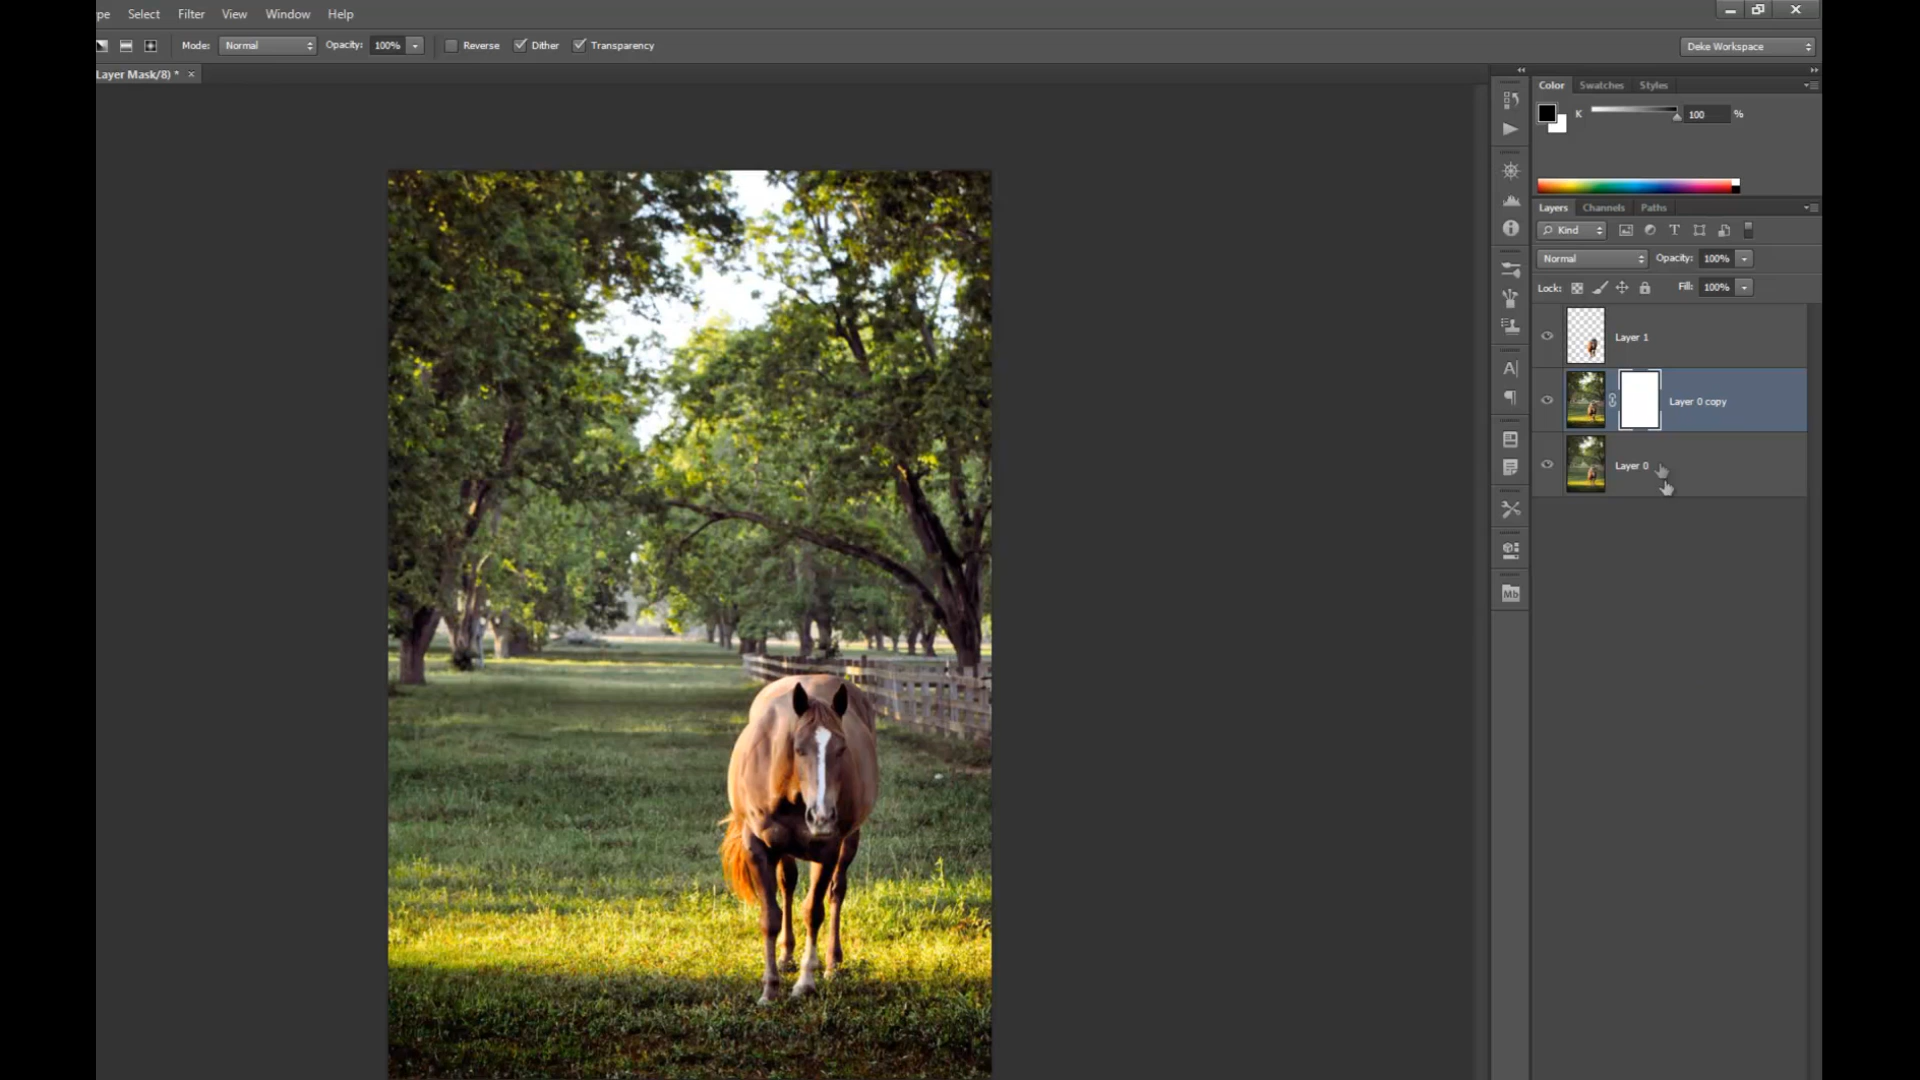 pe Select Filter View Window Help
Mode: Normal Opacity: 100% Reverse Dither Transparency
Deke Workspace
Layer Mask/8) * ×
Color Swatches Styles
K 100 %
Layers Channels Paths
Kind
Normal Opacity: 100%
Lock: Fill: 100%
Layer 1
Layer 0 copy
Layer 0
Mb